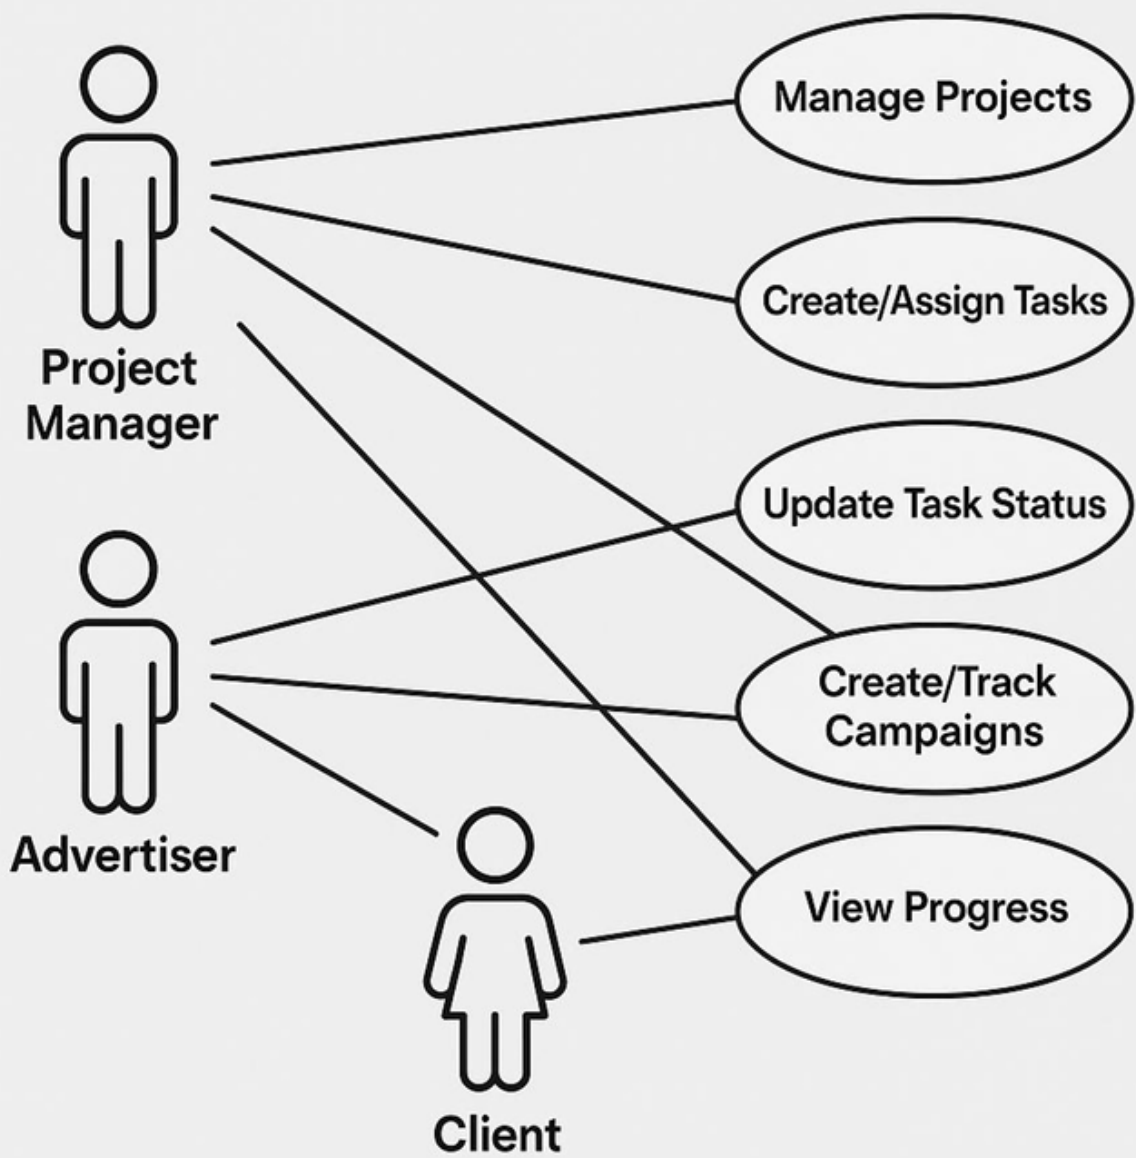 Manage Projects
Create/Assign Tasks
Project
Manager
Update Task Status
Create/Track
Campaigns
Advertiser
View Progress
Client